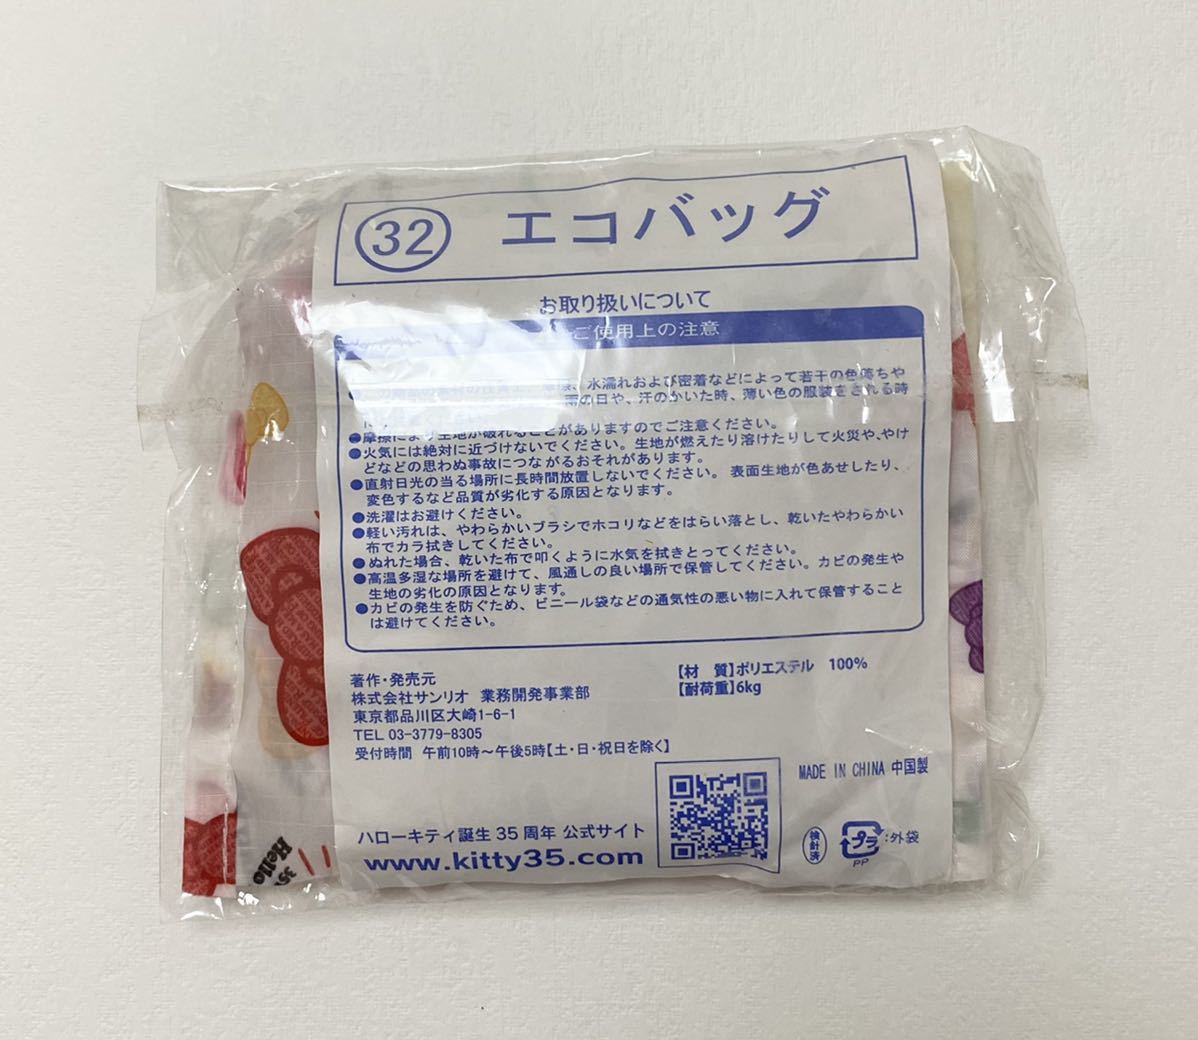 32 エコバッグ
お取り扱いについて
ご使用上の注意
水濡れおよび密着などによって若干の色落ちや
雨の日や、汗のかいた時、薄い色の服装をされる時
ありますのでご注意ください。
●摩擦により生地が破れることが
●火気には絶対に近づけないでください。生地が燃えたり溶けたりして火災や、やけ
どなどの思わぬ事故につながるおそれがあります。
●直射日光の当る場所に長時間放置しないでください。 表面生地が色あせしたり、
変色するなど品質が劣化する原因となります。
●洗濯はお避けください。
●軽い汚れは、やわらかいブラシでホコリなどをはらい落とし、乾いたやわらかい
布でカラ拭きしてください。
●ぬれた場合、乾いた布で叩くように水気を拭きとってください。
●高温多湿な場所を避けて、風通しの良い場所で保管してください。カビの発生や
生地の劣化の原因となります。
●カビの発生を防ぐため、ビニール袋などの通気性の悪い物に入れて保管すること
は避けてください。
著作・発売元
株式会社サンリオ 業務開発事業部
東京都品川区大崎1-6-1
TEL 03-3779-8305
受付時間 午前10時～午後5時【土・日・祝日を除く】
【材 質】ポリエステル 100%
【耐荷重】6kg
MADE IN CHINA 中国製
ハローキティ誕生 35 周年 公式サイト
www.kitty35.com
検針済
プラ :外袋
PP
Hello
35